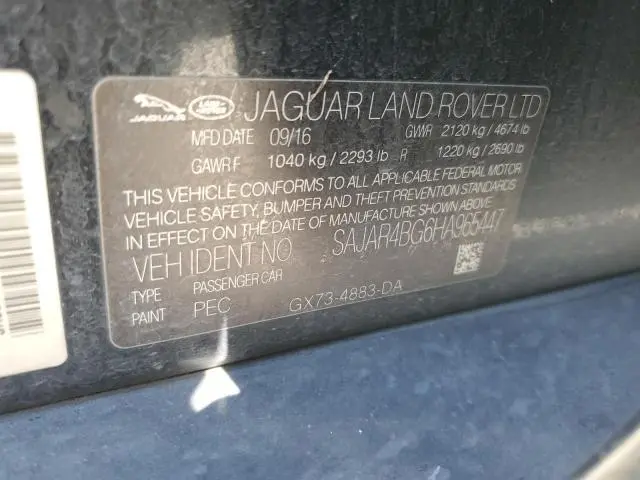 JAGUAR LAND ROVER JAGUAR LAND ROVER LTD
MFD DATE 09/16 GWR 2120 kg / 4674 lb
GAWR F 1040 kg / 2293 lb R 1220 kg / 2690 lb
THIS VEHICLE CONFORMS TO ALL APPLICABLE FEDERAL MOTOR
VEHICLE SAFETY, BUMPER AND THEFT PREVENTION STANDARDS
IN EFFECT ON THE DATE OF MANUFACTURE SHOWN ABOVE
VEH IDENT NO. SAJAR4BG6HA965447
TYPE PASSENGER CAR
PAINT PEC GX73-4883-DA